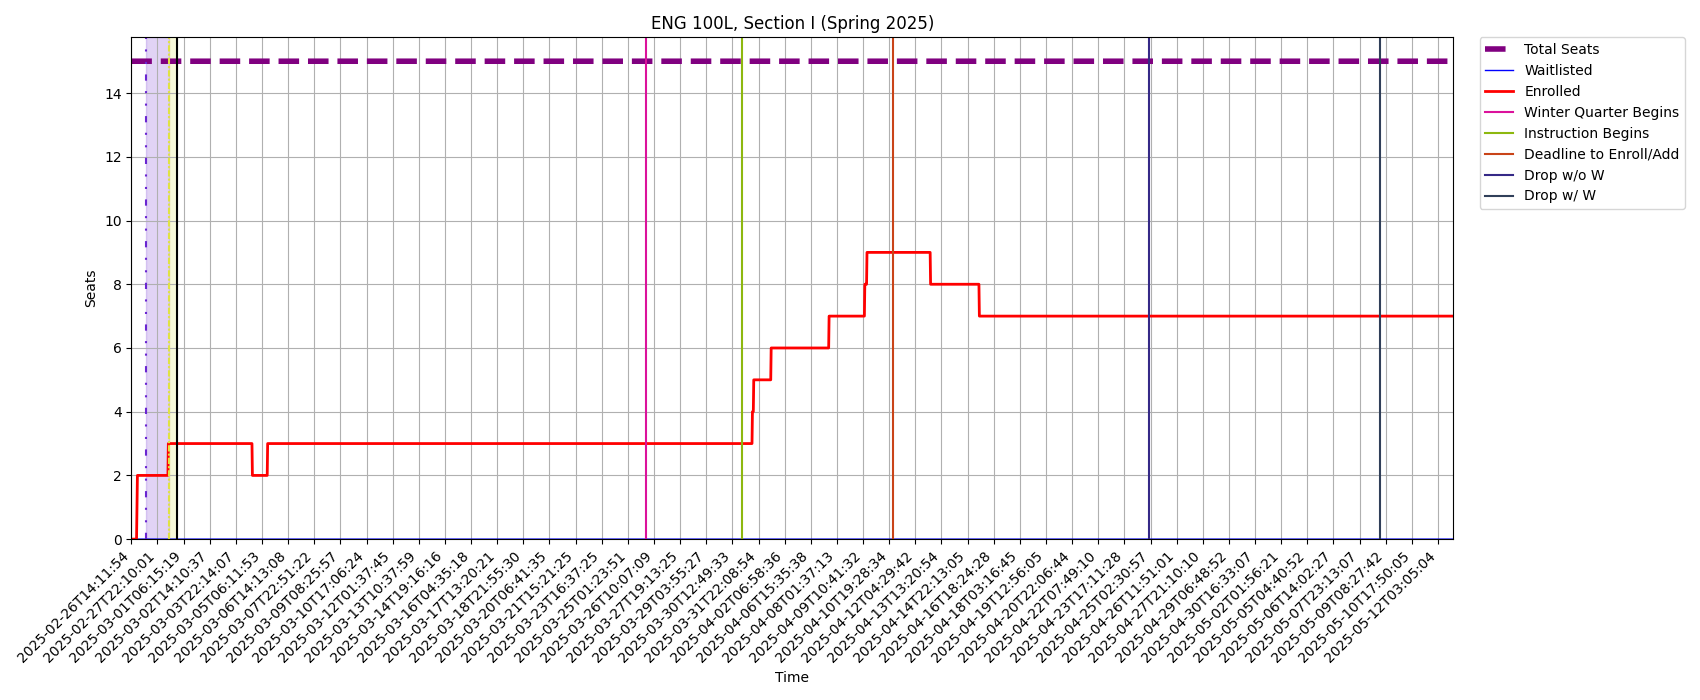 ENG 100L, Section I (Spring 2025)
Seats
14
12
10
8
6
4
2
0
2025-02-26T14:11:54
2025-02-27T22:10:01
2025-03-01T06:15:19
2025-03-02T14:10:37
2025-03-03T22:14:07
2025-03-05T06:11:53
2025-03-06T14:13:08
2025-03-07T22:51:22
2025-03-09T08:25:57
2025-03-10T17:06:24
2025-03-12T01:37:45
2025-03-13T10:37:59
2025-03-14T19:16:16
2025-03-16T04:35:18
2025-03-17T13:20:21
2025-03-18T21:55:30
2025-03-20T06:41:35
2025-03-21T15:21:25
2025-03-23T16:37:25
2025-03-25T01:23:51
2025-03-26T10:07:09
2025-03-27T19:13:25
2025-03-29T03:55:27
2025-03-30T12:49:33
2025-03-31T22:08:54
2025-04-02T06:58:36
2025-04-06T15:35:38
2025-04-08T01:37:13
2025-04-09T10:41:32
2025-04-10T19:28:34
2025-04-12T04:29:42
2025-04-13T13:20:54
2025-04-14T22:13:05
2025-04-16T18:24:28
2025-04-18T03:16:45
2025-04-19T12:56:05
2025-04-20T22:06:44
2025-04-22T07:49:10
2025-04-23T17:11:28
2025-04-25T02:30:57
2025-04-26T11:51:01
2025-04-27T21:10:10
2025-04-29T06:48:52
2025-04-30T16:33:07
2025-05-02T01:56:21
2025-05-05T04:40:52
2025-05-06T14:02:27
2025-05-07T23:13:07
2025-05-09T08:27:42
2025-05-10T17:50:05
2025-05-12T03:05:04
Time
Total Seats
Waitlisted
Enrolled
Winter Quarter Begins
Instruction Begins
Deadline to Enroll/Add
Drop w/o W
Drop w/ W